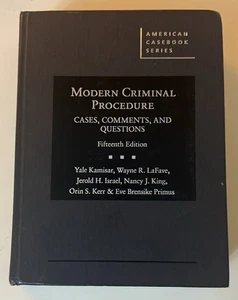 AMERICAN
CASEBOOK
SERIES
MODERN CRIMINAL
PROCEDURE
CASES, COMMENTS, AND
QUESTIONS
Fifteenth Edition
Yale Kamisar, Wayne R. LaFave,
Jerold H. Israel, Nancy J. King,
Orin S. Kerr & Eve Brensike Primus